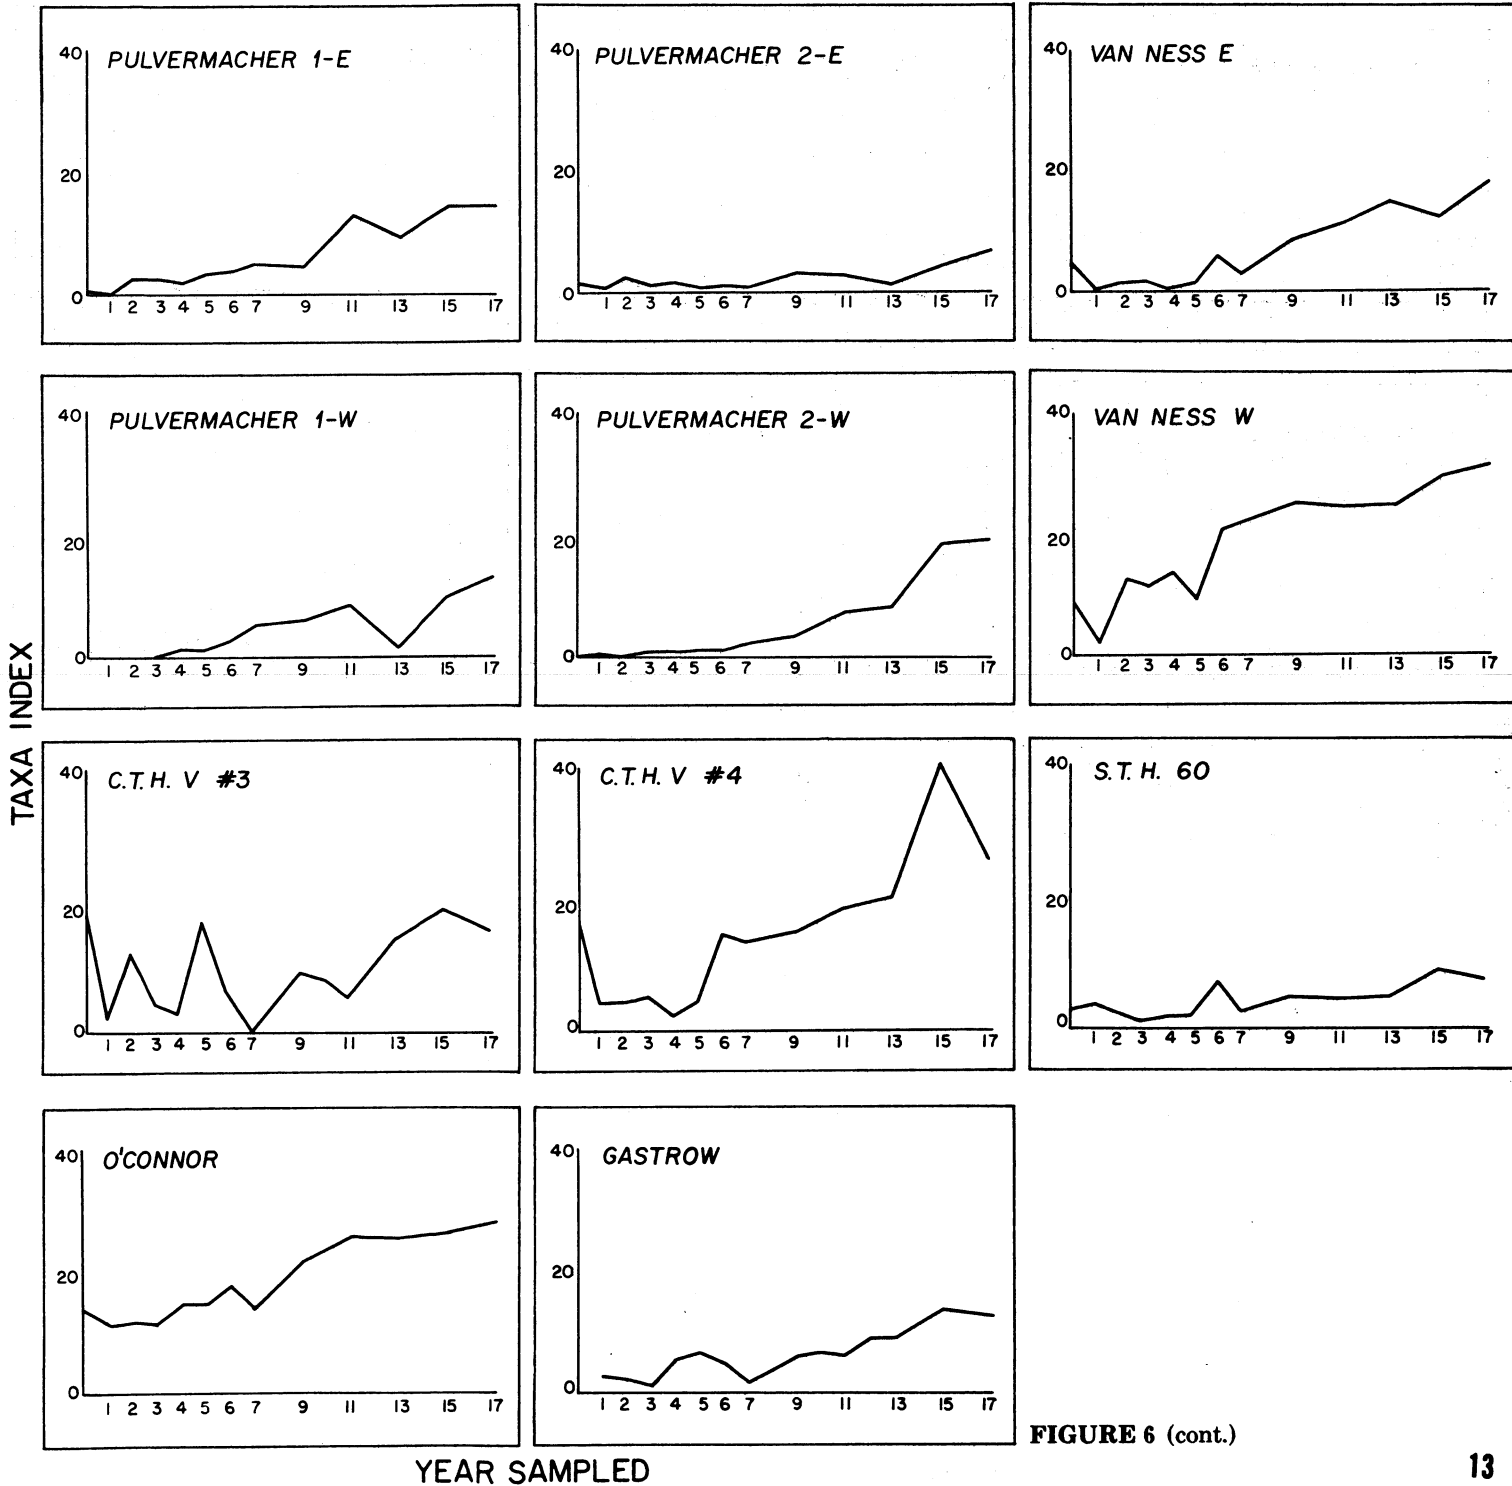 PULVERMACHER 1-E
40
20
0
1 2 3 4 5 6 7 9 11 13 15 17
PULVERMACHER 2-E
40
20
0
1 2 3 4 5 6 7 9 11 13 15 17
VAN NESS E
40
20
0
1 2 3 4 5 6 7 9 11 13 15 17
PULVERMACHER 1-W
40
20
0
1 2 3 4 5 6 7 9 11 13 15 17
PULVERMACHER 2-W
40
20
0
1 2 3 4 5 6 7 9 11 13 15 17
VAN NESS W
40
20
0
1 2 3 4 5 6 7 9 11 13 15 17
TAXA INDEX
C.T.H. V #3
40
20
0
1 2 3 4 5 6 7 9 11 13 15 17
C.T.H. V #4
40
20
0
1 2 3 4 5 6 7 9 11 13 15 17
S.T.H. 60
40
20
0
1 2 3 4 5 6 7 9 11 13 15 17
O'CONNOR
40
20
0
1 2 3 4 5 6 7 9 11 13 15 17
GASTROW
40
20
0
1 2 3 4 5 6 7 9 11 13 15 17
FIGURE 6 (cont.)
YEAR SAMPLED
13